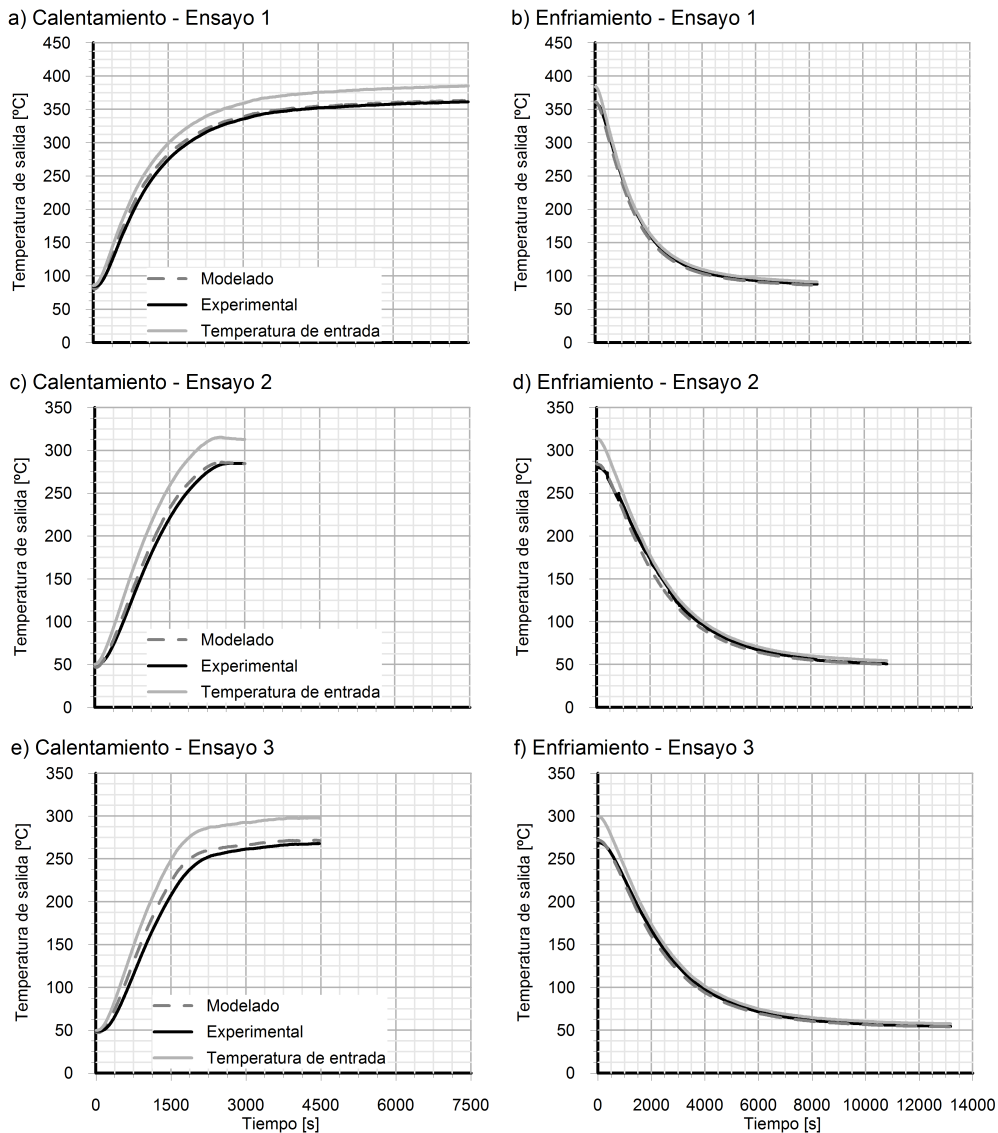 a) Calentamiento - Ensayo 1
b) Enfriamiento - Ensayo 1
Temperatura de salida [ºC]
450
400
350
300
250
200
150
100
50
0
Modelado
Experimental
Temperatura de entrada
Temperatura de salida [ºC]
450
400
350
300
250
200
150
100
50
0
c) Calentamiento - Ensayo 2
d) Enfriamiento - Ensayo 2
Temperatura de salida [ºC]
350
300
250
200
150
100
50
0
Modelado
Experimental
Temperatura de entrada
Temperatura de salida [ºC]
350
300
250
200
150
100
50
0
e) Calentamiento - Ensayo 3
f) Enfriamiento - Ensayo 3
Temperatura de salida [ºC]
350
300
250
200
150
100
50
0
Modelado
Experimental
Temperatura de entrada
0 1500 3000 4500 6000 7500
Tiempo [s]
Temperatura de salida [ºC]
350
300
250
200
150
100
50
0
0 2000 4000 6000 8000 10000 12000 14000
Tiempo [s]